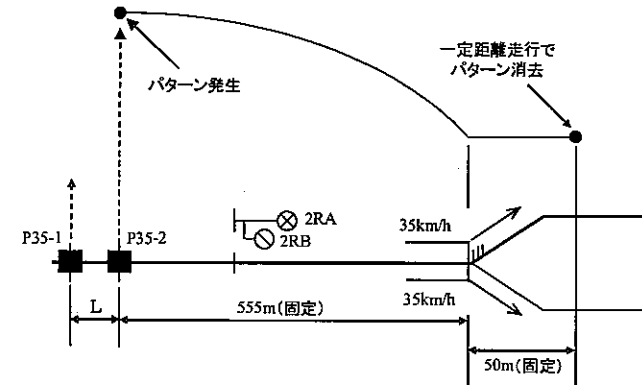 パターン発生
一定距離走行で
パターン消去
2RA
2RB
35km/h
P35-1
P35-2
35km/h
L
555m(固定)
50m(固定)